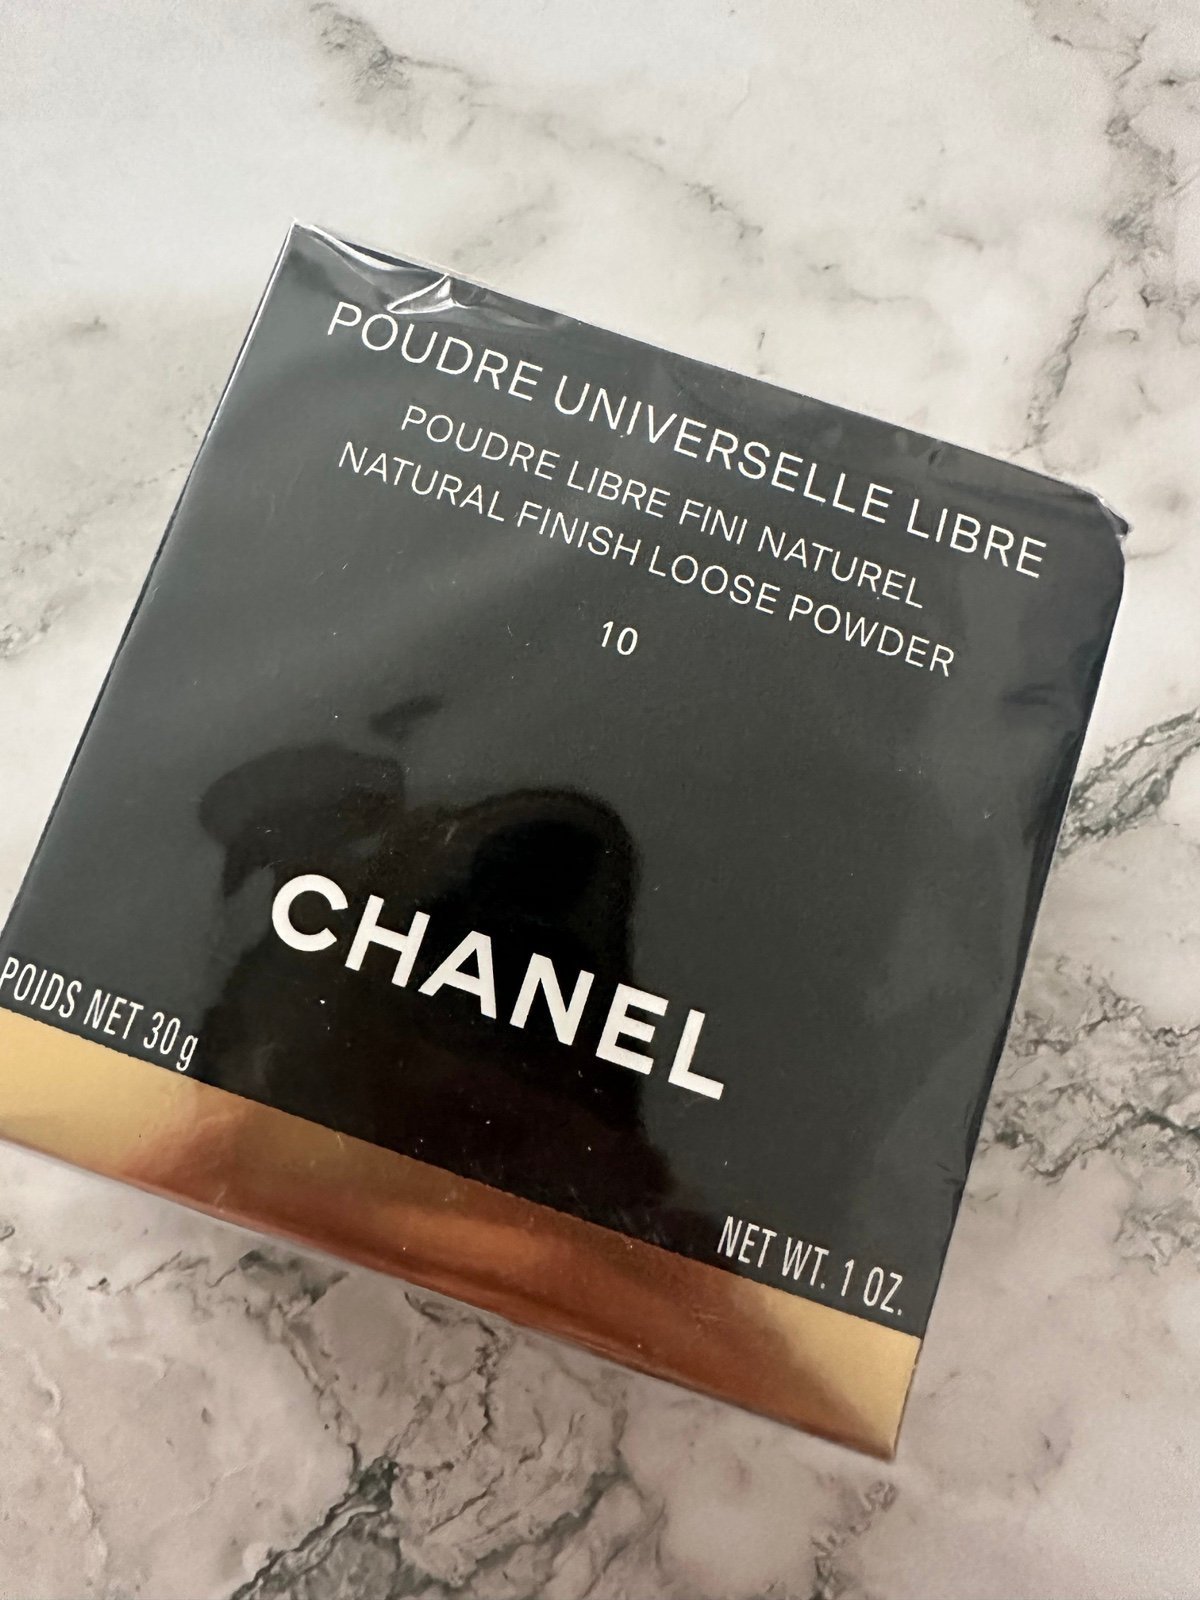 POUDRE UNIVERSELLE LIBRE
POUDRE LIBRE FINI NATUREL
NATURAL FINISH LOOSE POWDER
10
CHANEL
POIDS NET 30 g
NET WT. 1 OZ.